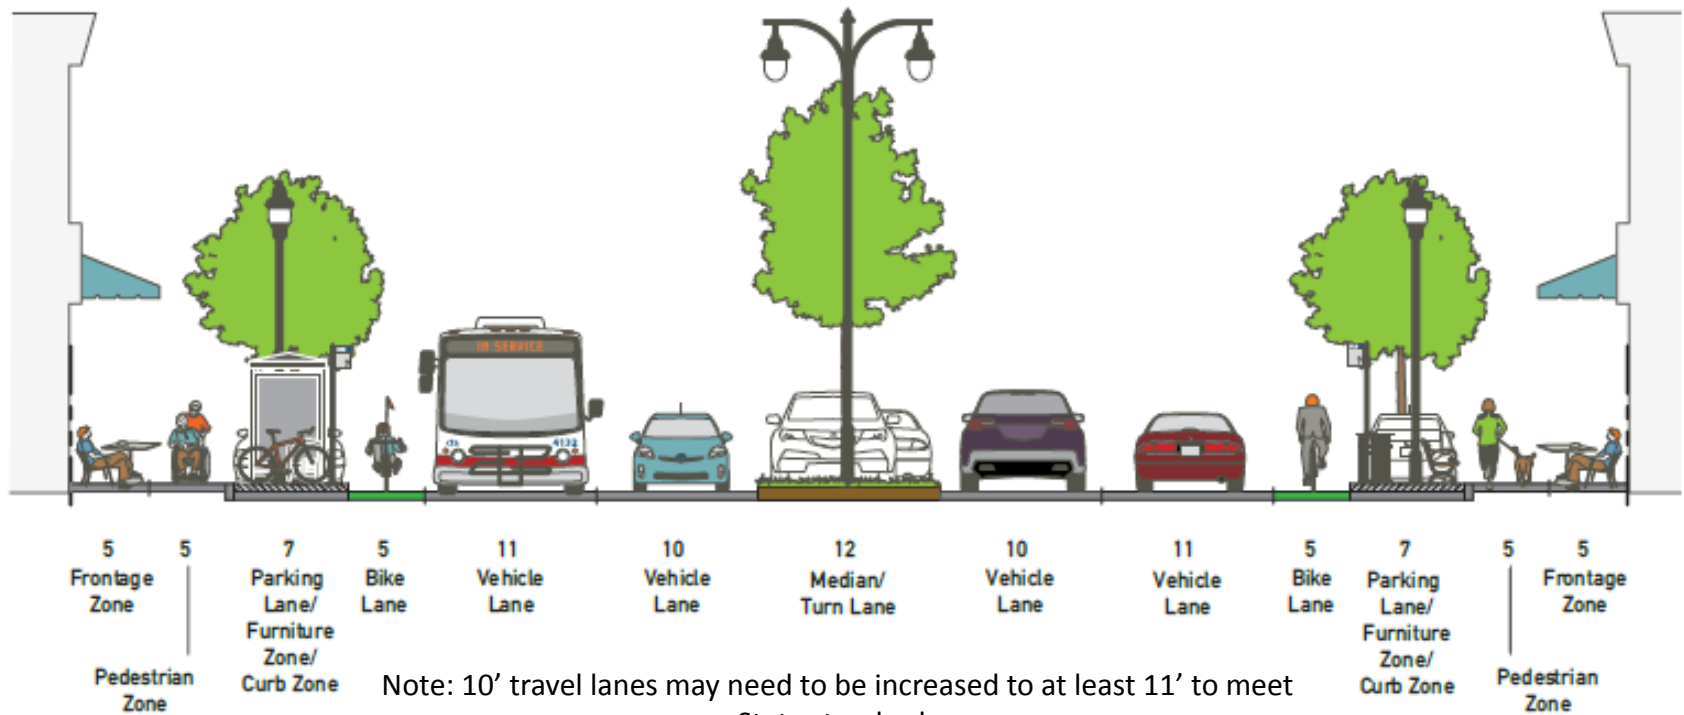 IN SERVICE
4132
5
Frontage
Zone
5
Pedestrian
Zone
7
Parking
Lane/
Furniture
Zone/
Curb Zone
5
Bike
Lane
11
Vehicle
Lane
10
Vehicle
Lane
12
Median/
Turn Lane
10
Vehicle
Lane
11
Vehicle
Lane
5
Bike
Lane
7
Parking
Lane/
Furniture
Zone/
Curb Zone
5
Pedestrian
Zone
5
Frontage
Zone
Note: 10’ travel lanes may need to be increased to at least 11’ to meet